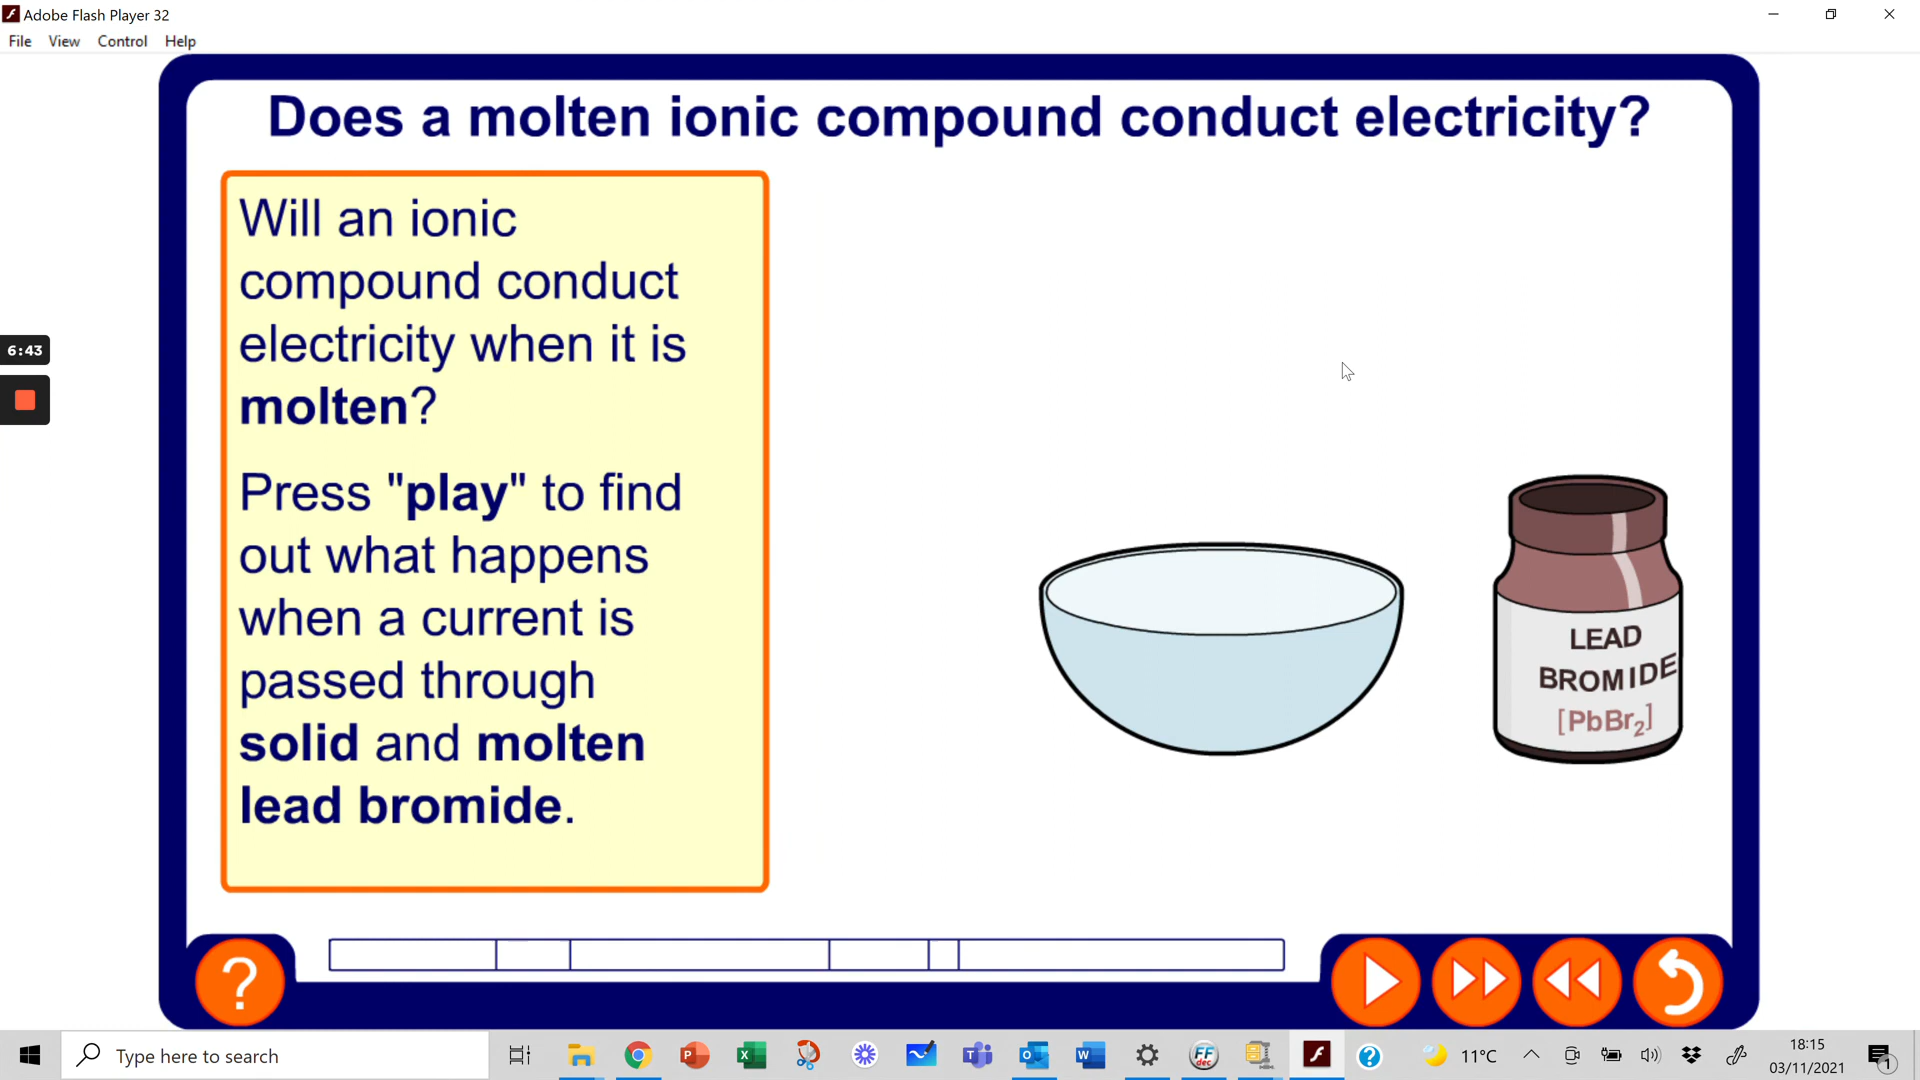 Adobe Flash Player 32
File View Control Help
Does a molten ionic compound conduct electricity?
Will an ionic
compound conduct
electricity when it is
molten?
Press "play" to find
out what happens
when a current is
passed through
solid and molten
lead bromide.
6:43
LEAD
BROMIDE
[PbBr₂]
?
Type here to search
11°C
18:15
03/11/2021
1